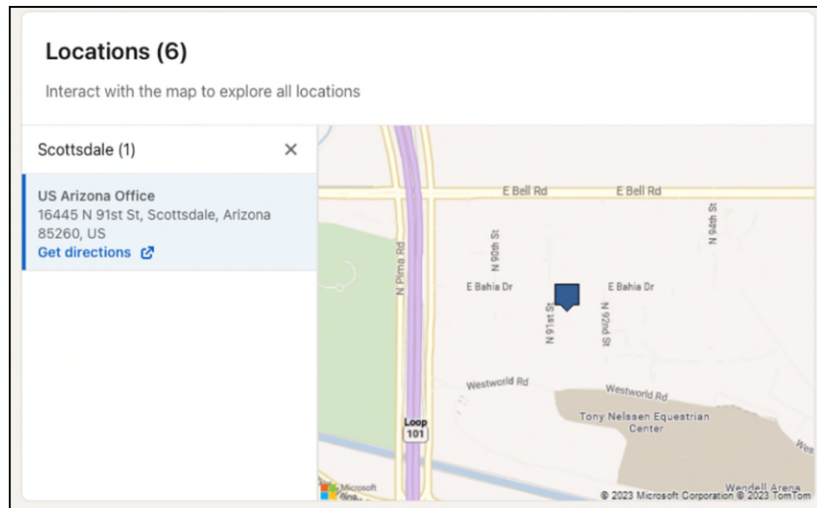 Locations (6)
Interact with the map to explore all locations
Scottsdale (1)
US Arizona Office
16445 N 91st St, Scottsdale, Arizona
85260, US
Get directions
E Bell Rd
E Bell Rd
N 94th St
N 90th St
N Pima Rd
E Bahia Dr
E Bahia Dr
N 91st St
N 92nd St
Westworld Rd
Westworld Rd
Tony Nelssen Equestrian
Center
Loop
101
Wes
Wendell Arena
Microsoft
© 2023 Microsoft Corporation © 2023 TomTom